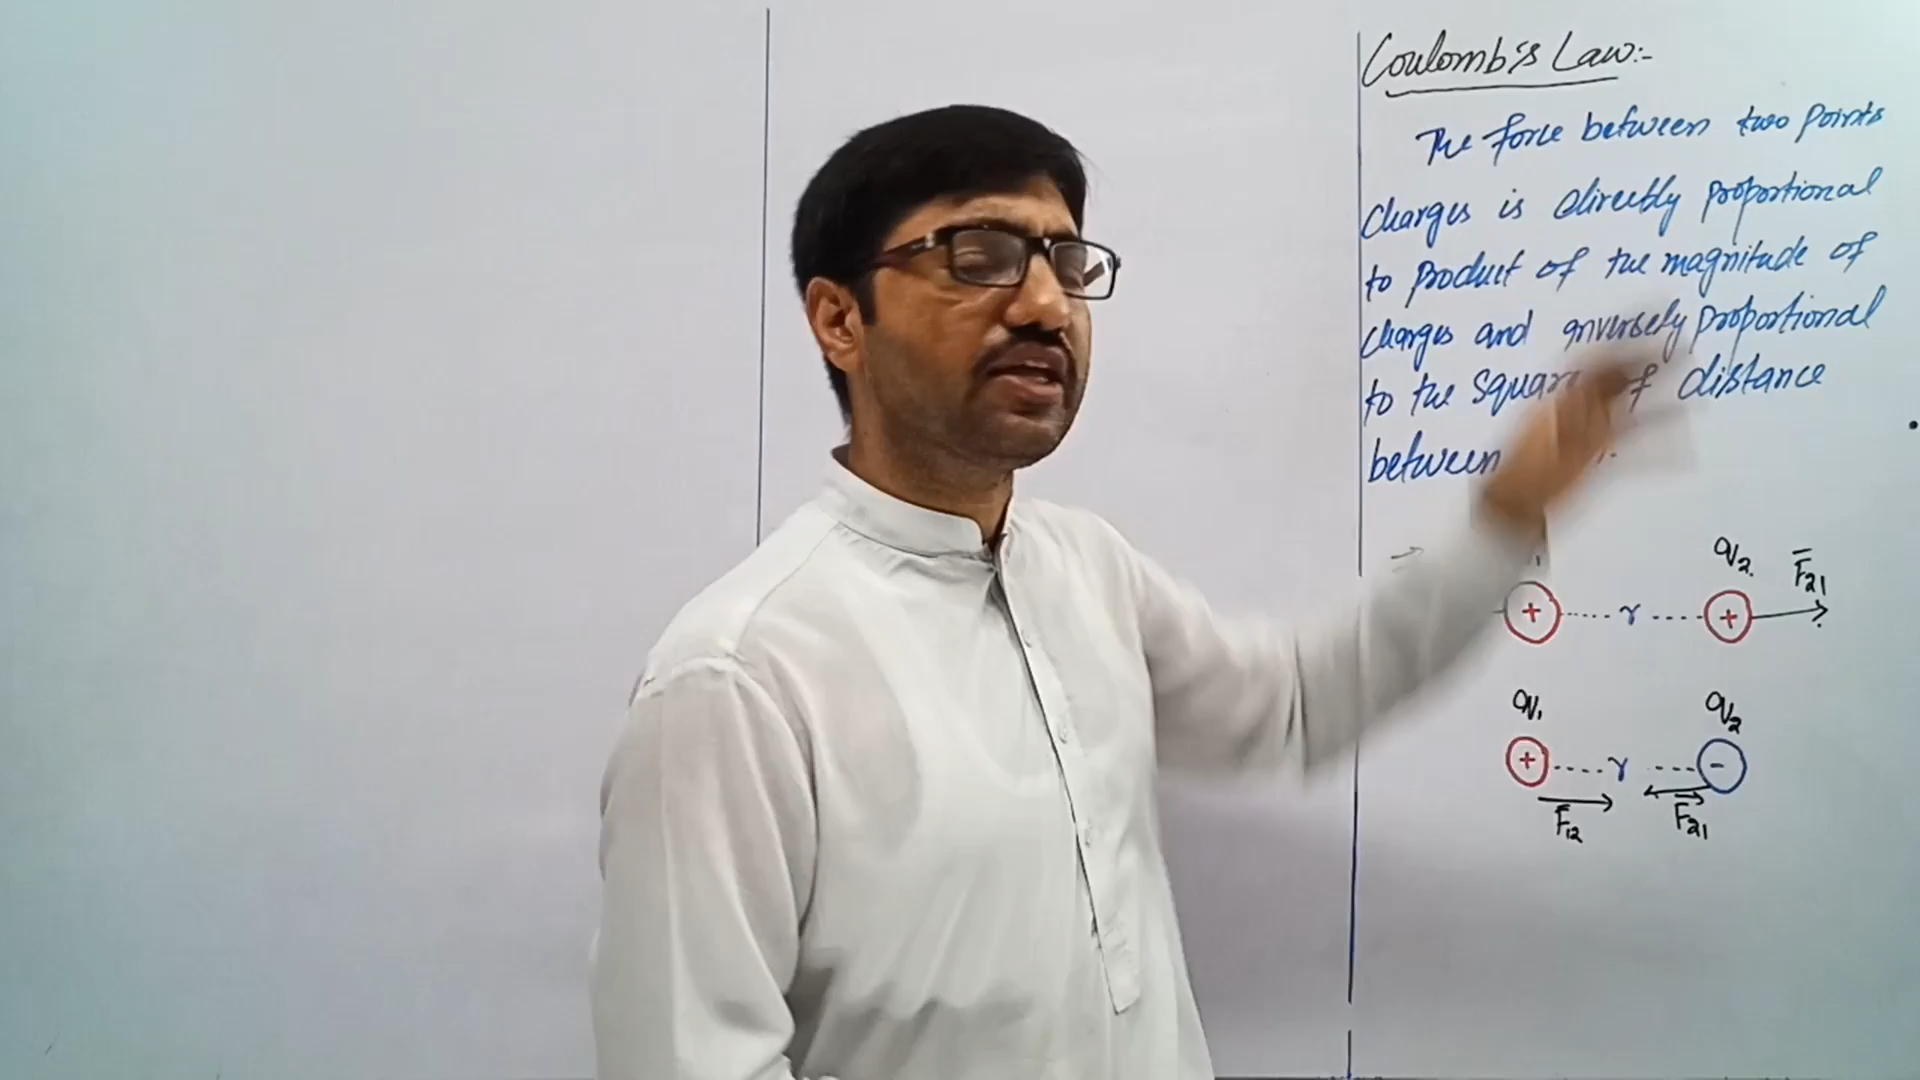 Coulomb's Law:-
The force between two points
charges is directly proportional
to product of the magnitude of
charges and inversely proportional
to the square of distance
between
q2 F21
+ r +
q1 q2
+ r -
F12 F21